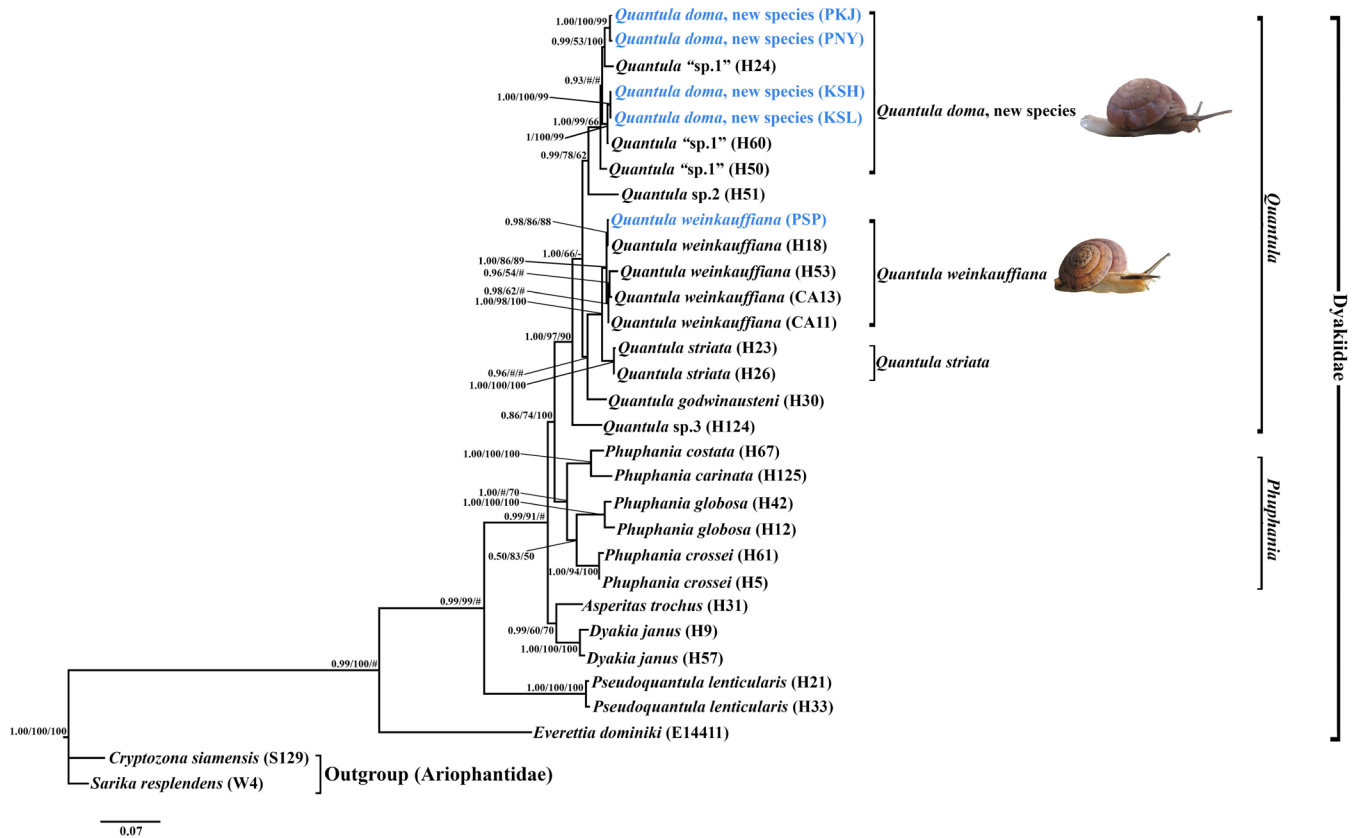 1.00/100/99
Quantula doma, new species (PKJ)
0.99/53/100
Quantula doma, new species (PNY)
Quantula “sp.1” (H24)
0.93/#/#
Quantula doma, new species (KSH)
1.00/100/99
Quantula doma, new species
Quantula doma, new species (KSL)
1.00/99/66
1/100/99
Quantula “sp.1” (H60)
0.99/78/62
Quantula “sp.1” (H50)
Quantula sp.2 (H51)
Quantula
0.98/86/88
Quantula weinkauffiana (PSP)
1.00/66/-
Quantula weinkauffiana (H18)
1.00/86/89
0.96/54/#
Quantula weinkauffiana (H53)
Quantula weinkauffiana
0.98/62/#
Quantula weinkauffiana (CA13)
1.00/98/100
Quantula weinkauffiana (CA11)
Dyakiidae
1.00/97/90
Quantula striata (H23)
Quantula striata
0.96/#/#
Quantula striata (H26)
1.00/100/100
Quantula godwinausteni (H30)
0.86/74/100
Quantula sp.3 (H124)
Phuphania costata (H67)
1.00/100/100
Phuphania carinata (H125)
1.00/#/70
Phuphania globosa (H42)
1.00/100/100
Phuphania
0.99/91/#
Phuphania globosa (H12)
0.50/83/50
Phuphania crossei (H61)
1.00/94/100
Phuphania crossei (H5)
0.99/99/#
Asperitas trochus (H31)
0.99/60/70
Dyakia janus (H9)
1.00/100/100
Dyakia janus (H57)
0.99/100/#
1.00/100/100
Pseudoquantula lenticularis (H21)
Pseudoquantula lenticularis (H33)
1.00/100/100
Everettia dominiki (E14411)
Cryptozona siamensis (S129)
Outgroup (Ariophantidae)
Sarika resplendens (W4)
0.07